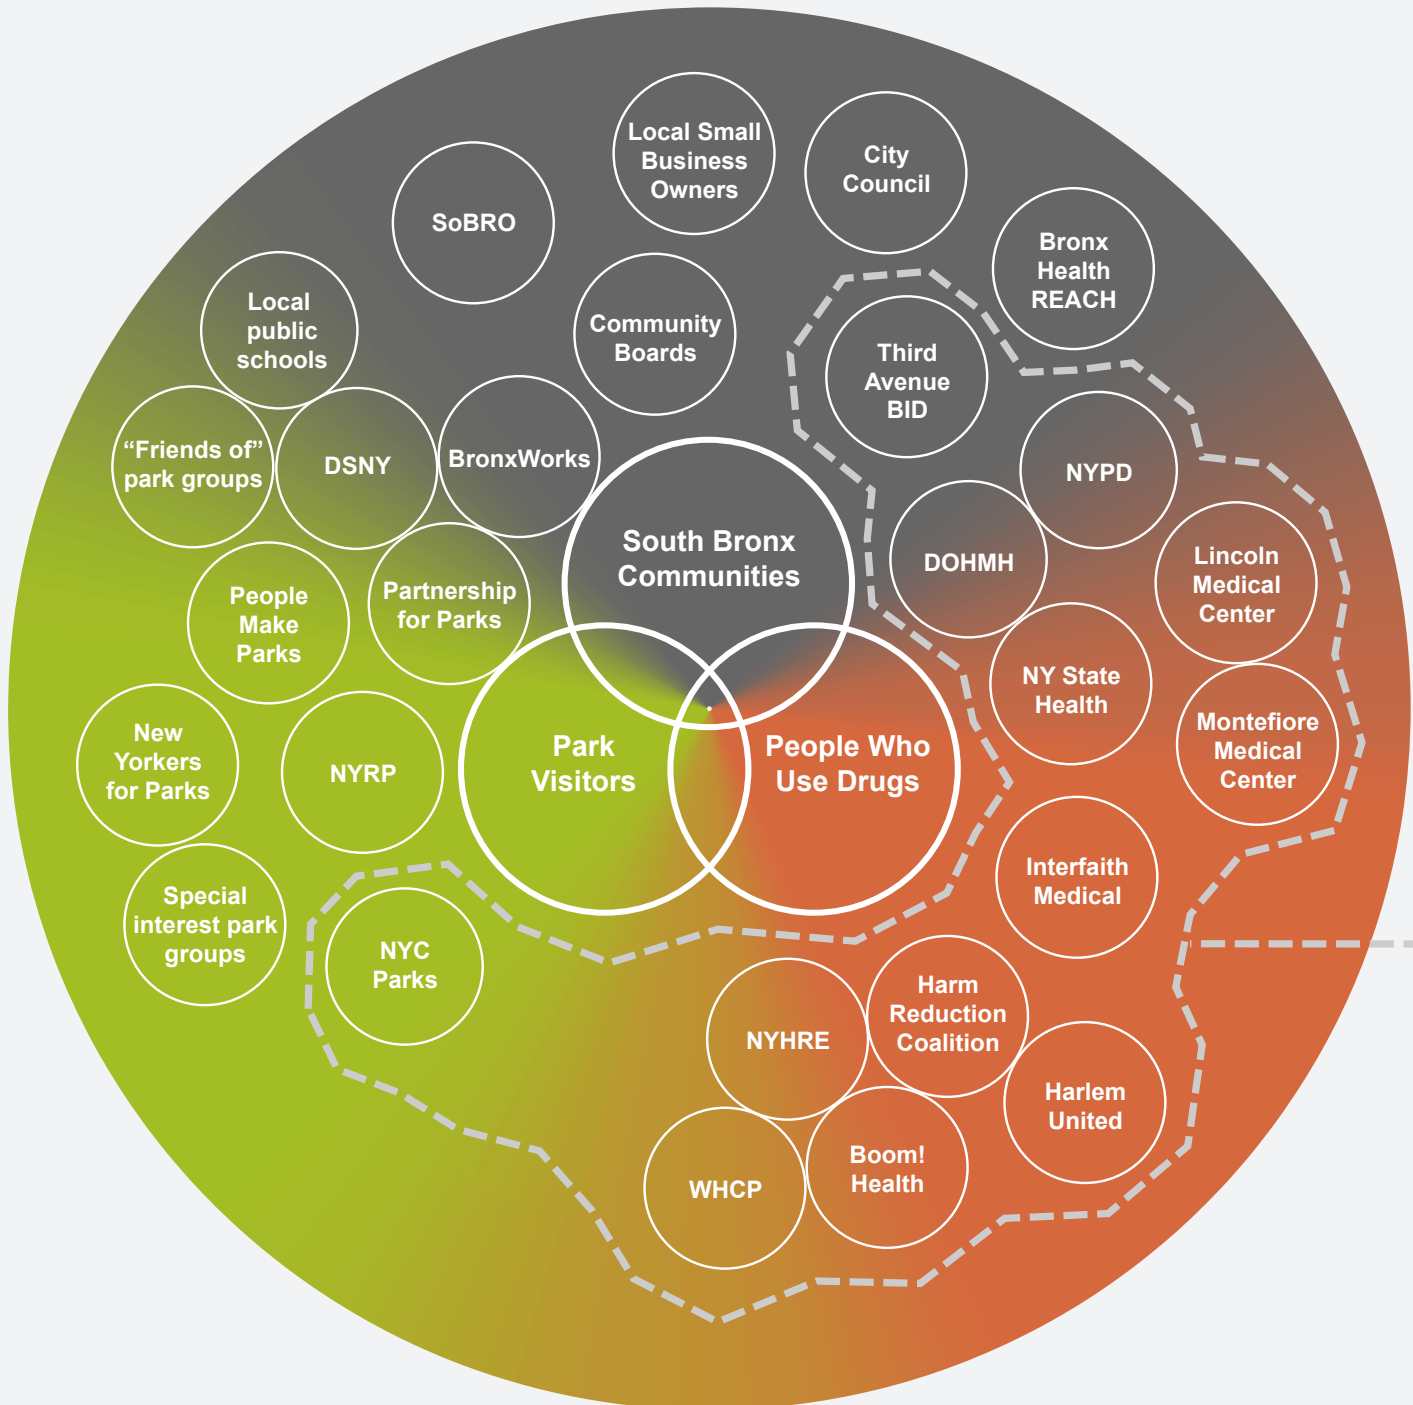 Local Small
Business
Owners
City
Council
SoBRO
Bronx
Health
REACH
Local
public
schools
Community
Boards
Third
Avenue
BID
“Friends of”
park groups
DSNY
BronxWorks
NYPD
South Bronx
Communities
DOHMH
Lincoln
Medical
Center
People
Make
Parks
Partnership
for Parks
NY State
Health
New
Yorkers
for Parks
NYRP
Park
Visitors
People Who
Use Drugs
Montefiore
Medical
Center
Interfaith
Medical
Special
interest park
groups
NYC
Parks
NYHRE
Harm
Reduction
Coalition
Harlem
United
WHCP
Boom!
Health